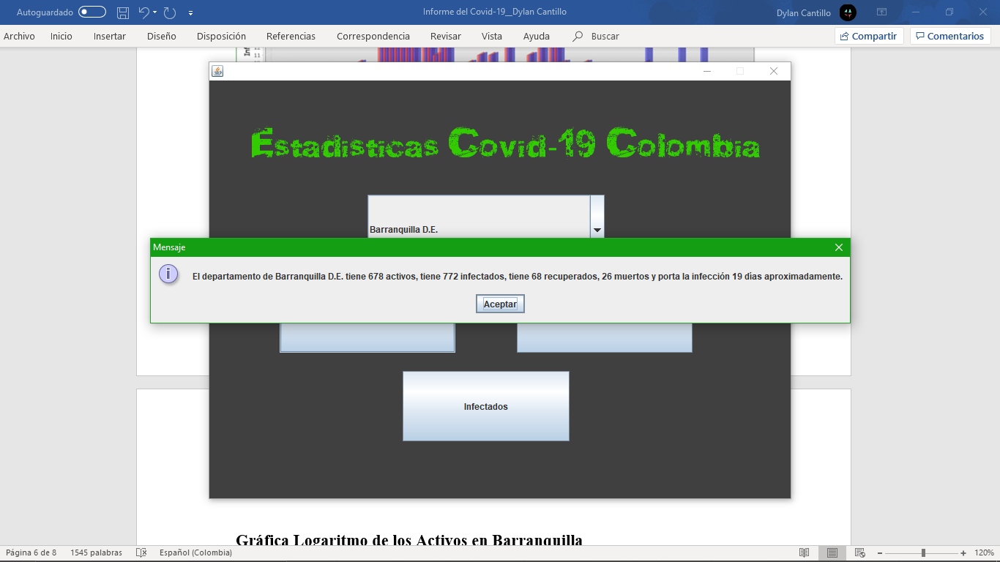 Autoguardado
Informe del Covid-19__Dylan Cantillo
Dylan Cantillo
Archivo Inicio Insertar Diseño Disposición Referencias Correspondencia Revisar Vista Ayuda Buscar Compartir Comentarios
11
Estadisticas Covid-19 Colombia
Barranquilla D.E.
Mensaje
El departamento de Barranquilla D.E. tiene 678 activos, tiene 772 infectados, tiene 68 recuperados, 26 muertos y porta la infección 19 días aproximadamente.
Aceptar
Infectados
Gráfica Logaritmo de los Activos en Barranquilla
Página 6 de 8 1545 palabras Español (Colombia) 120%